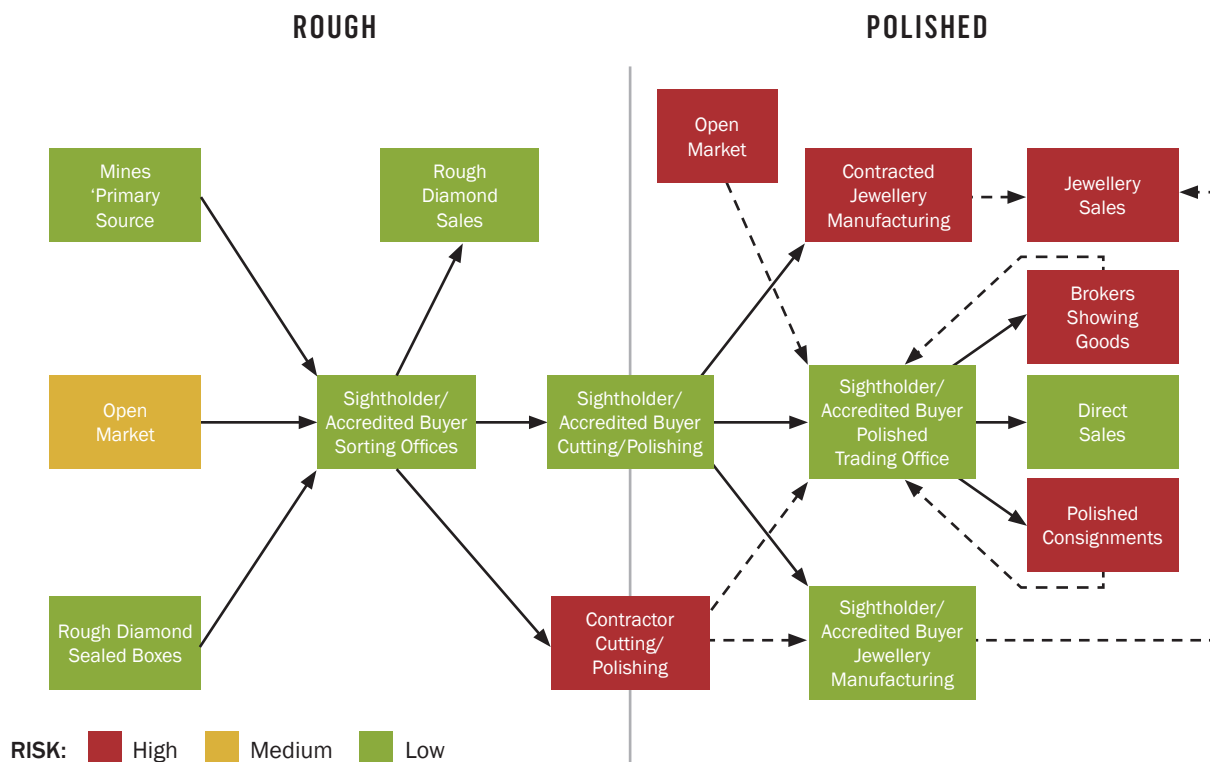 ROUGH
POLISHED
Mines
‘Primary
Source
Rough
Diamond
Sales
Open
Market
Contracted
Jewellery
Manufacturing
Jewellery
Sales
Brokers
Showing
Goods
Open
Market
Sightholder/
Accredited Buyer
Sorting Offices
Sightholder/
Accredited Buyer
Cutting/Polishing
Sightholder/
Accredited Buyer
Polished
Trading Office
Direct
Sales
Polished
Consignments
Rough Diamond
Sealed Boxes
Contractor
Cutting/
Polishing
Sightholder/
Accredited Buyer
Jewellery
Manufacturing
RISK: High Medium Low